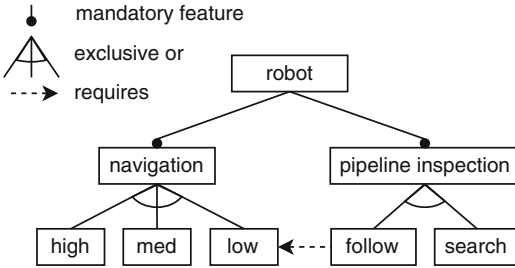 mandatory feature
exclusive or
requires
robot
navigation
pipeline inspection
high
med
low
follow
search